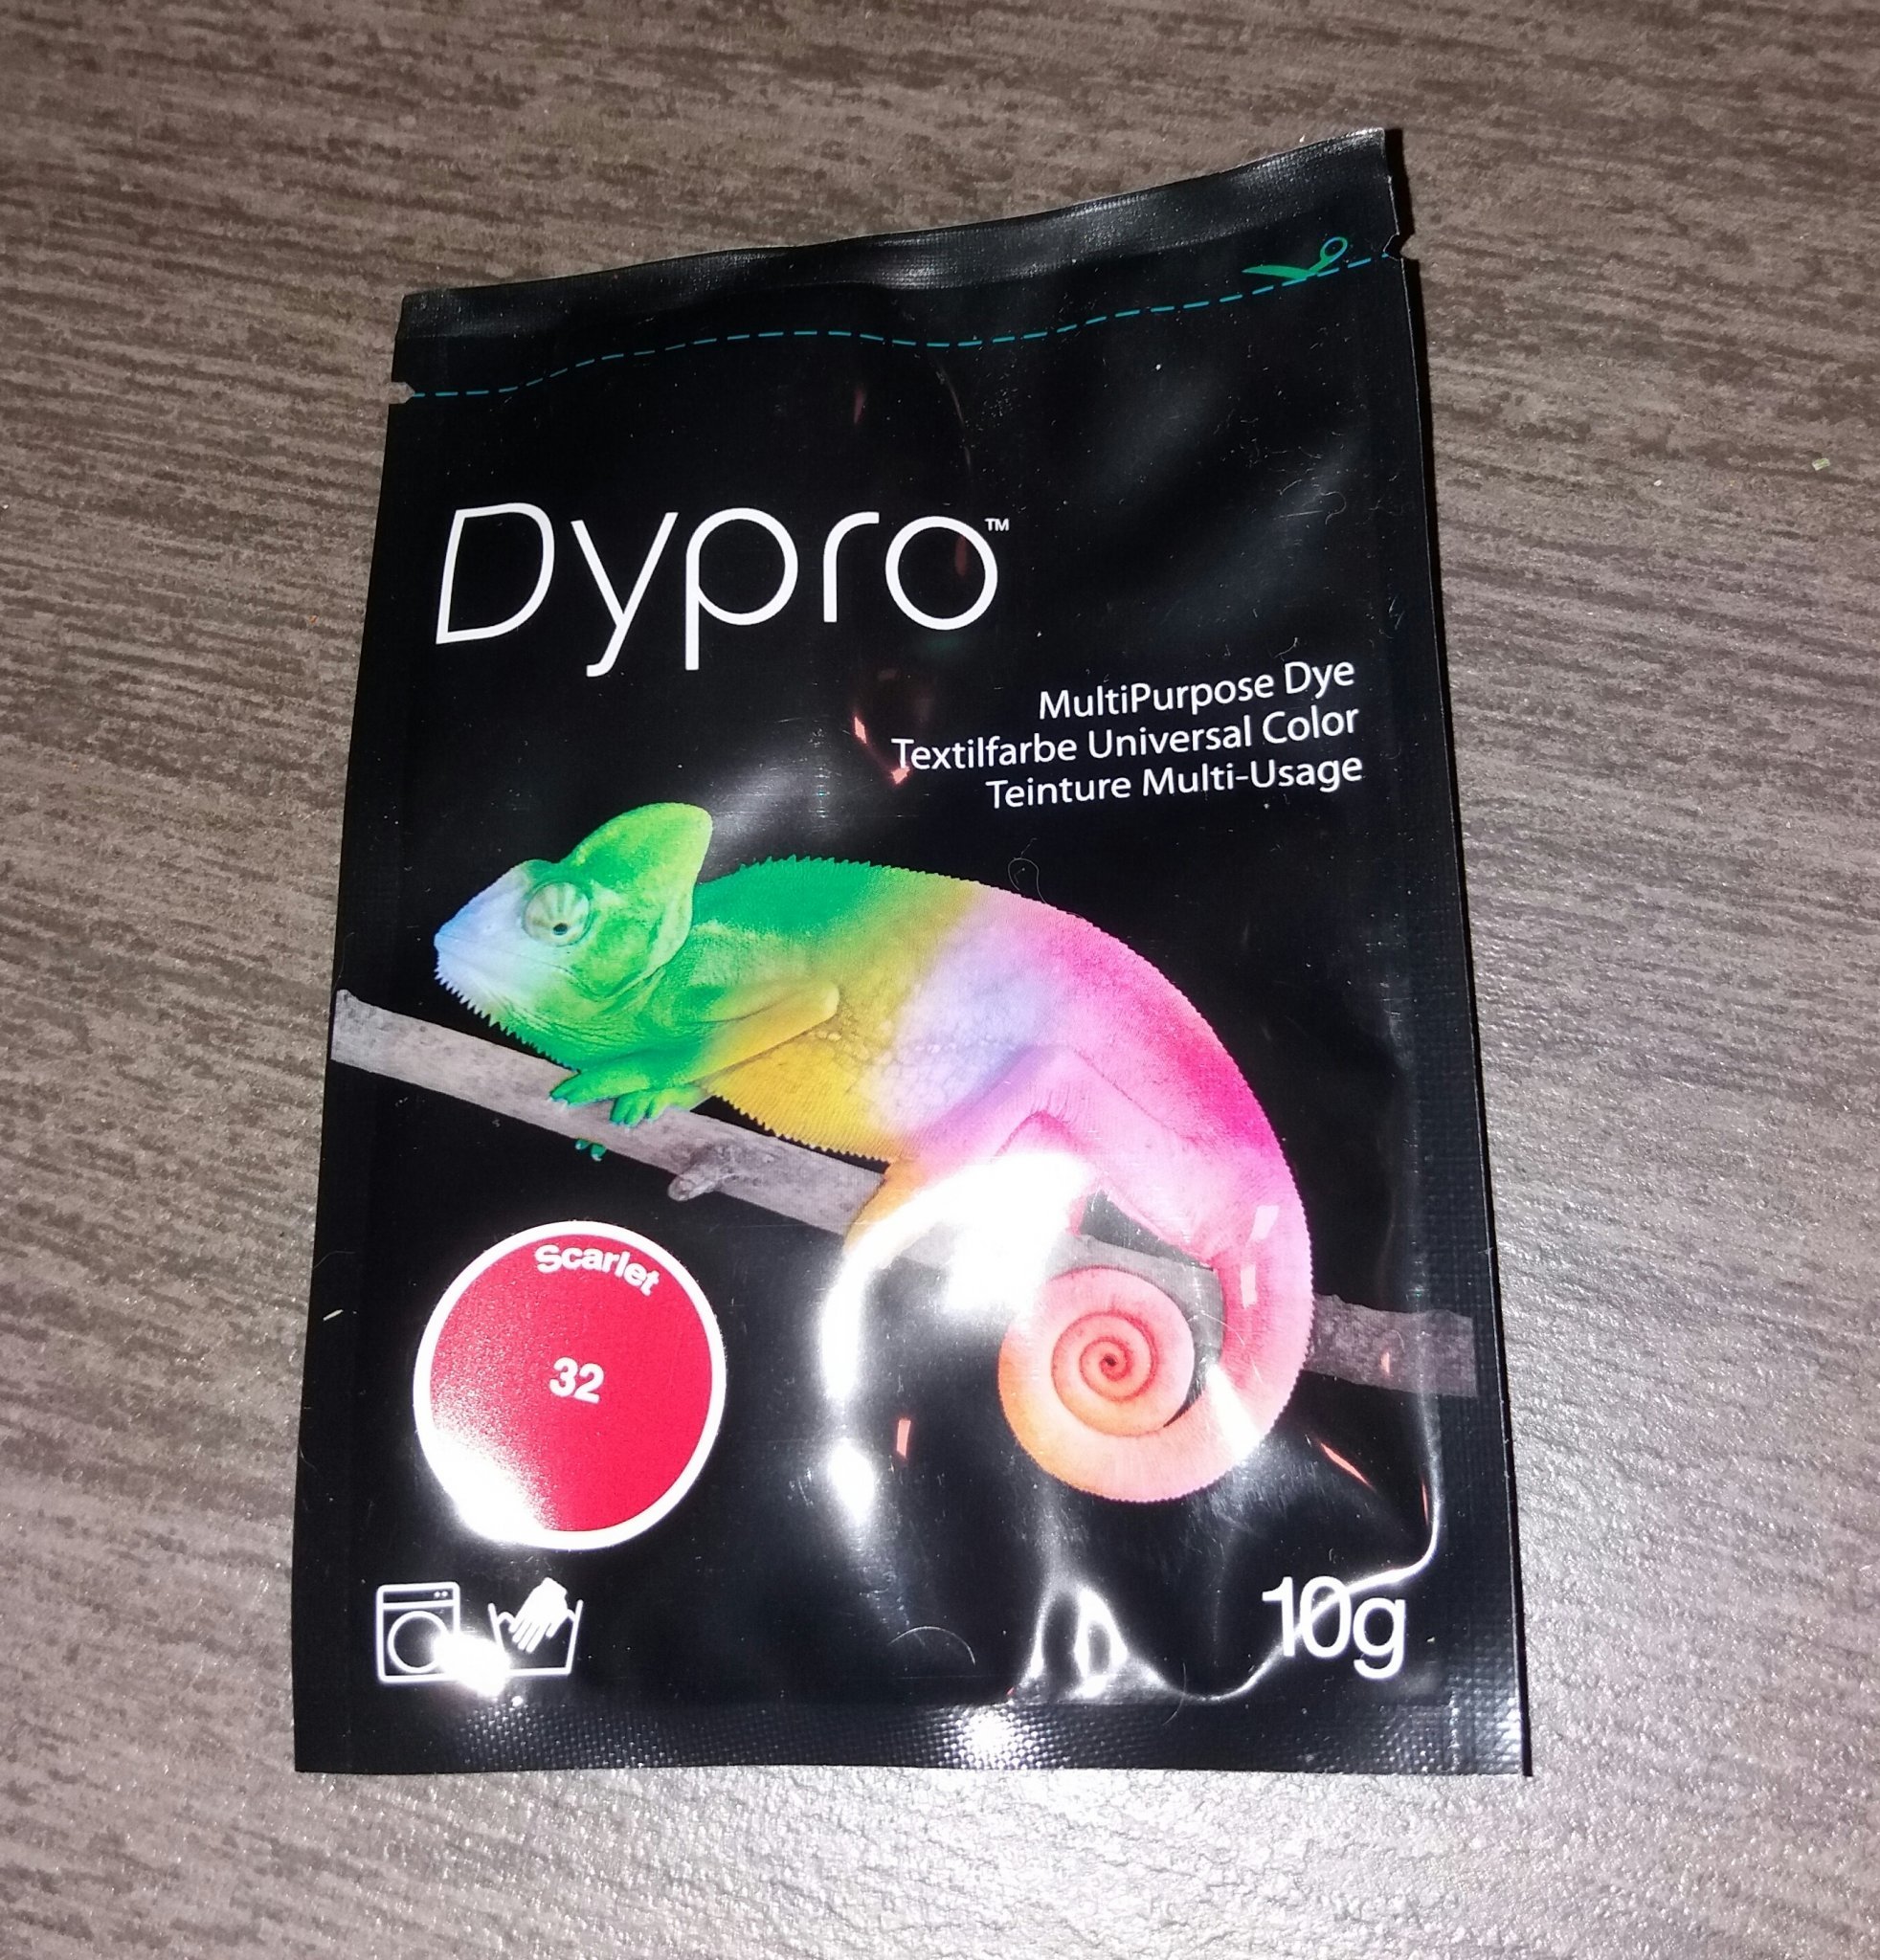 Dypro™
MultiPurpose Dye
Textilfarbe Universal Color
Teinture Multi-Usage
Scarlet
32
10g